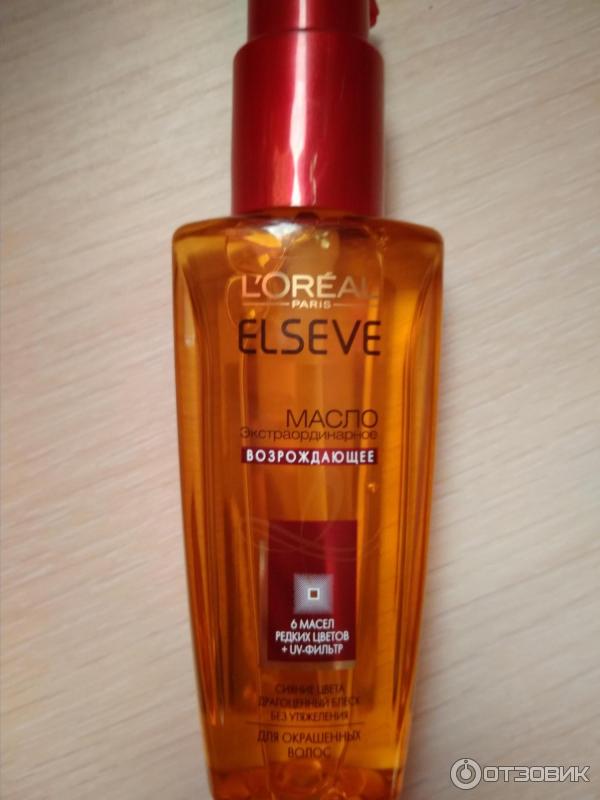 L'ORÉAL
PARIS
ELSEVE
МАСЛО
Экстраординарное
ВОЗРОЖДАЮЩЕЕ
6 МАСЕЛ
РЕДКИХ ЦВЕТОВ
+ UV-ФИЛЬТР
СИЯНИЕ ЦВЕТА
ДРАГОЦЕННЫЙ БЛЕСК
БЕЗ УТЯЖЕЛЕНИЯ
ДЛЯ ОКРАШЕННЫХ
ВОЛОС
ОТЗОВИК